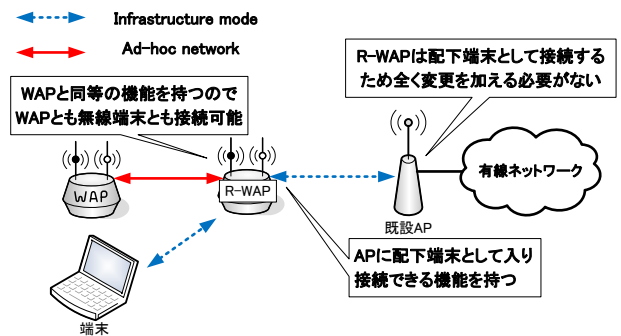 Infrastructure mode
Ad-hoc network
R-WAPは配下端末として接続する
ため全く変更を加える必要がない
WAPと同等の機能を持つので
WAPとも無線端末とも接続可能
WAP
R-WAP
有線ネットワーク
既設AP
APに配下端末として入り
接続できる機能を持つ
端末